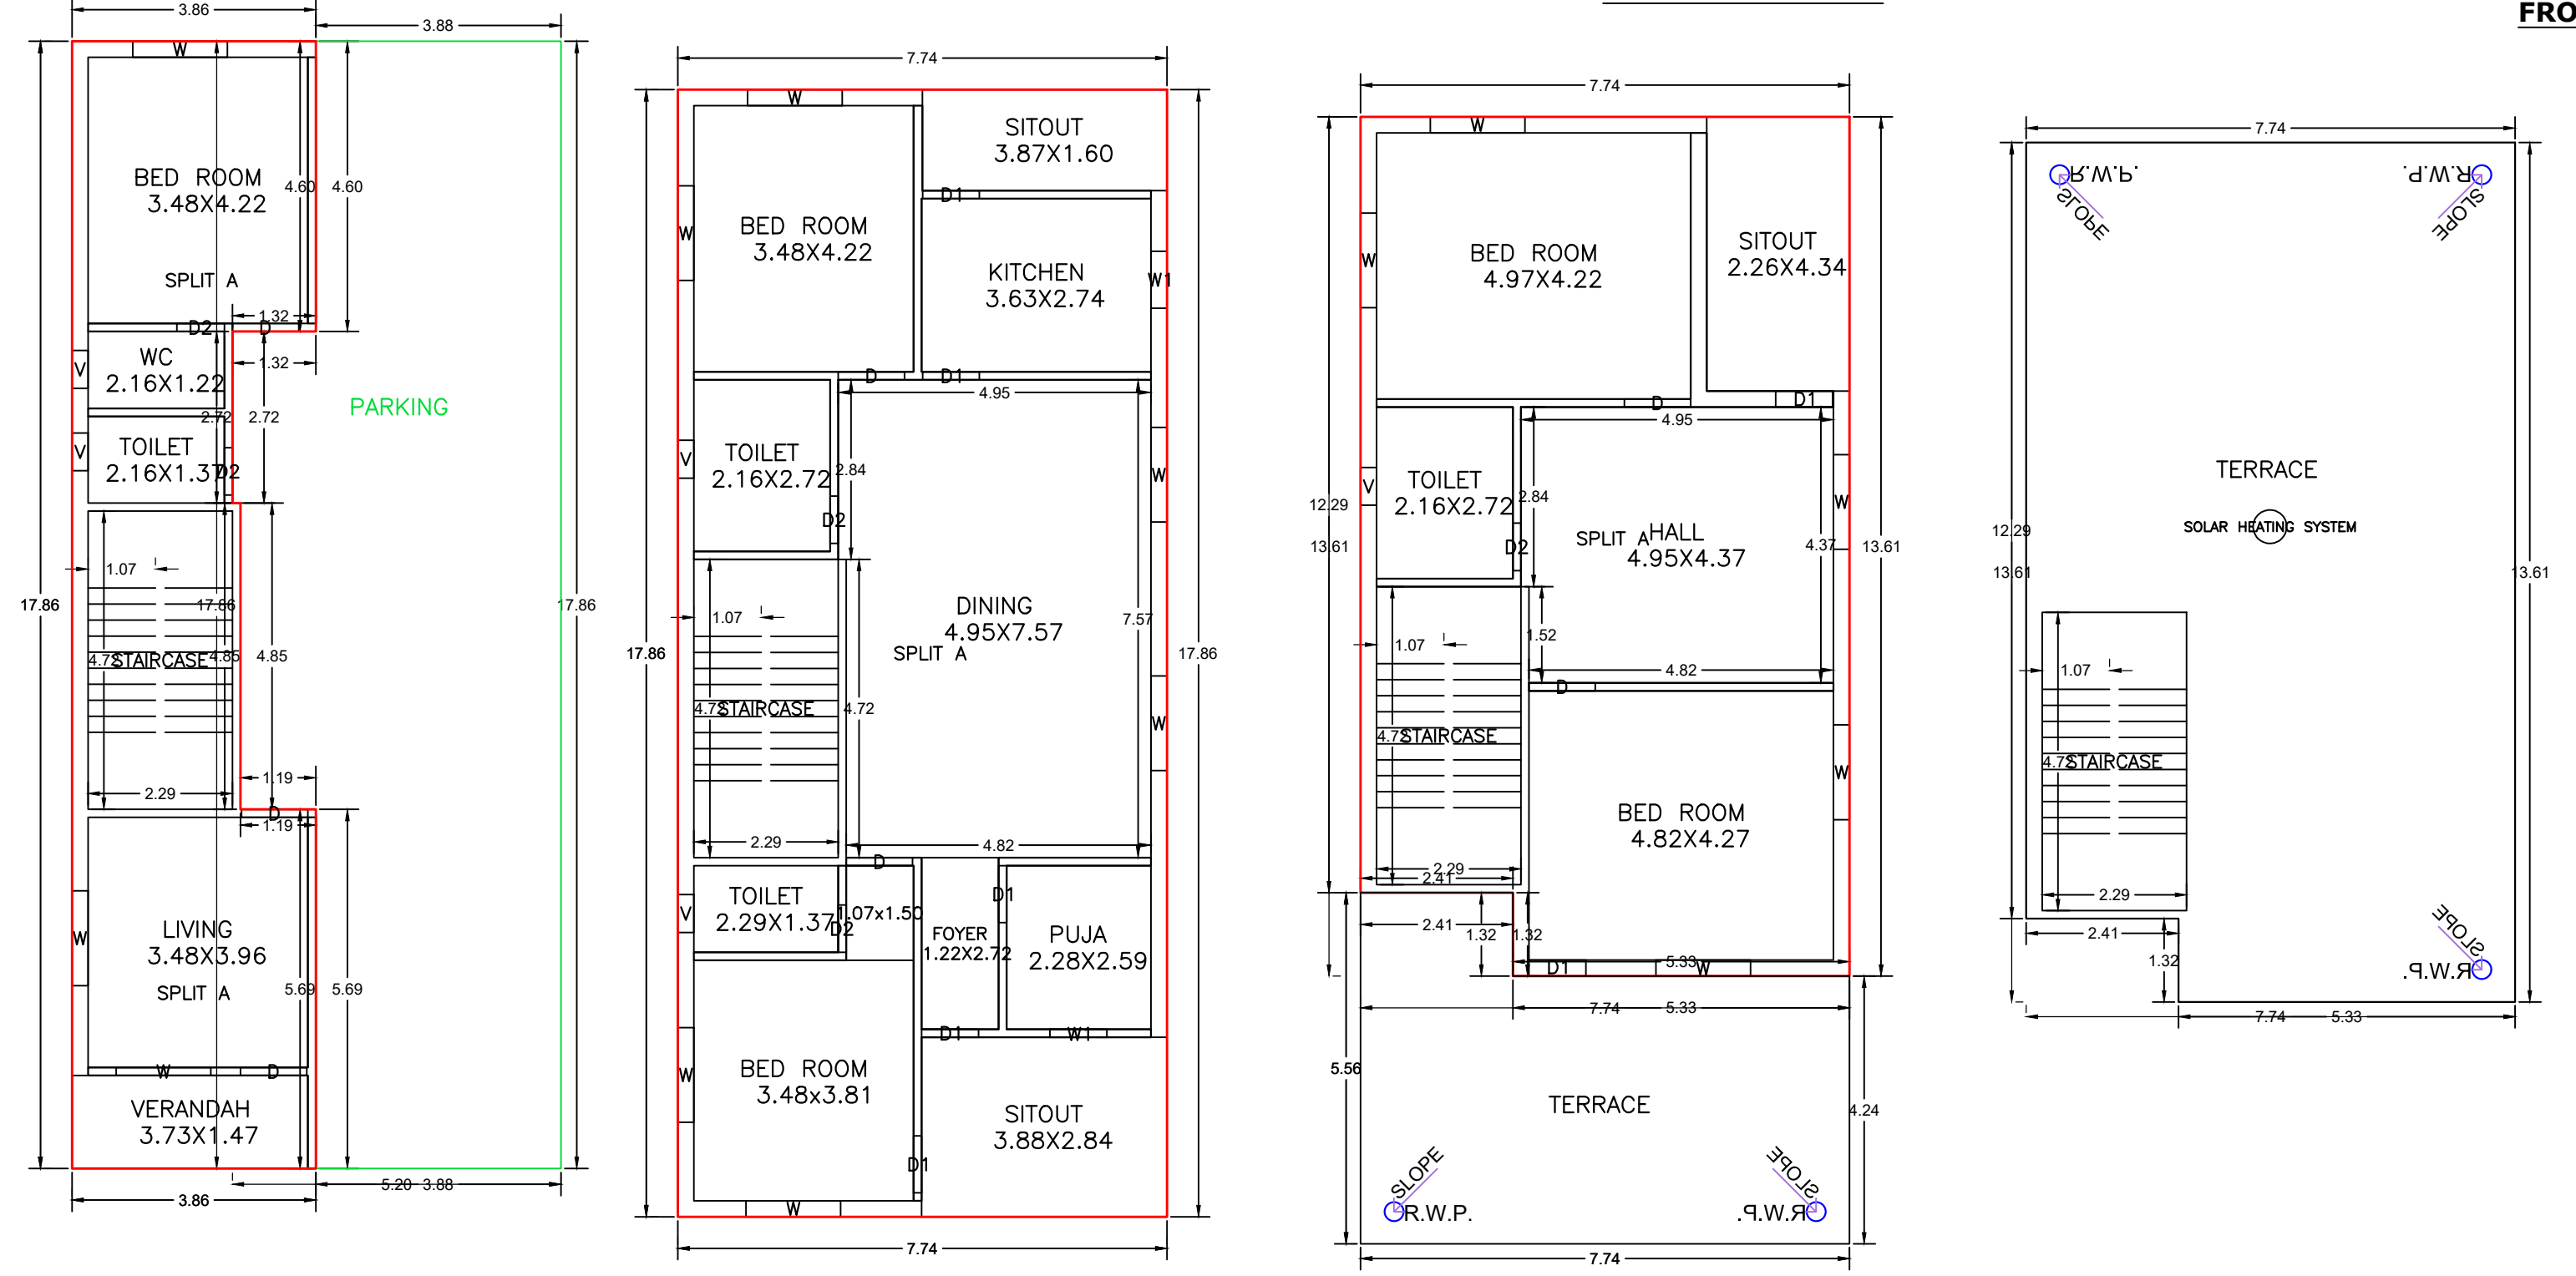 FRO
3.86
3.88
W
BED ROOM
3.48X4.22
4.60
4.60
SPLIT A
1.32
D2
D
1.32
WC
2.16X1.22
V
PARKING
2.72
2.72
TOILET
2.16X1.37
V
D2
1.07
17.86
17.86
17.86
4.72
STAIRCASE
4.85
4.85
1.19
2.29
D
1.19
LIVING
3.48X3.96
W
SPLIT A
5.69
5.69
W
D
VERANDAH
3.73X1.47
5.20
3.88
3.86
7.74
W
SITOUT
3.87X1.60
D1
BED ROOM
3.48X4.22
W
KITCHEN
3.63X2.74
W1
D
D1
4.95
TOILET
2.16X2.72
V
2.84
W
D2
DINING
4.95X7.57
7.57
1.07
17.86
SPLIT A
17.86
4.72
STAIRCASE
4.72
W
2.29
4.82
D
TOILET
2.29X1.37
V
D2
1.07x1.50
D1
FOYER
1.22X2.72
PUJA
2.28X2.59
D1
W1
BED ROOM
3.48x3.81
W
SITOUT
3.88X2.84
D1
W
7.74
7.74
W
BED ROOM
4.97X4.22
W
SITOUT
2.26X4.34
D
D1
4.95
TOILET
2.16X2.72
V
2.84
W
12.29
13.61
D2
SPLIT A
HALL
4.95X4.37
4.37
13.61
1.07
1.52
4.82
D
4.72
STAIRCASE
W
BED ROOM
4.82X4.27
2.29
2.41
2.41
1.32
1.32
D1
5.33
W
7.74
5.33
5.56
TERRACE
4.24
SLOPE
SLOPE
R.W.P.
R.W.P.
7.74
7.74
R.W.P.
R.W.P.
SLOPE
SLOPE
TERRACE
SOLAR HEATING SYSTEM
12.29
13.61
13.61
1.07
4.72
STAIRCASE
2.29
SLOPE
2.41
1.32
R.W.P.
7.74
5.33